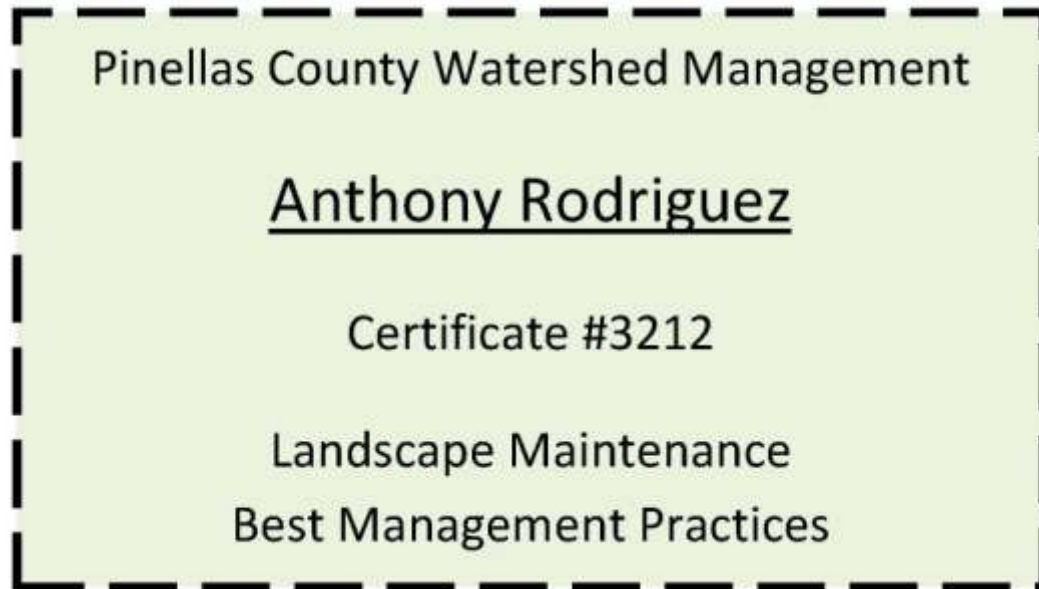 Pinellas County Watershed Management
Anthony Rodriguez
Certificate #3212
Landscape Maintenance
Best Management Practices